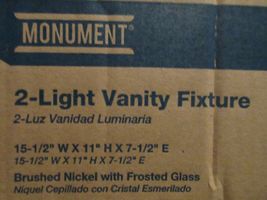 MONUMENT®
2-Light Vanity Fixture
2-Luz Vanidad Luminaria
15-1/2" W X 11" H X 7-1/2" E
15-1/2" W X 11" H X 7-1/2" E
Brushed Nickel with Frosted Glass
Níquel Cepillado con Cristal Esmerilado